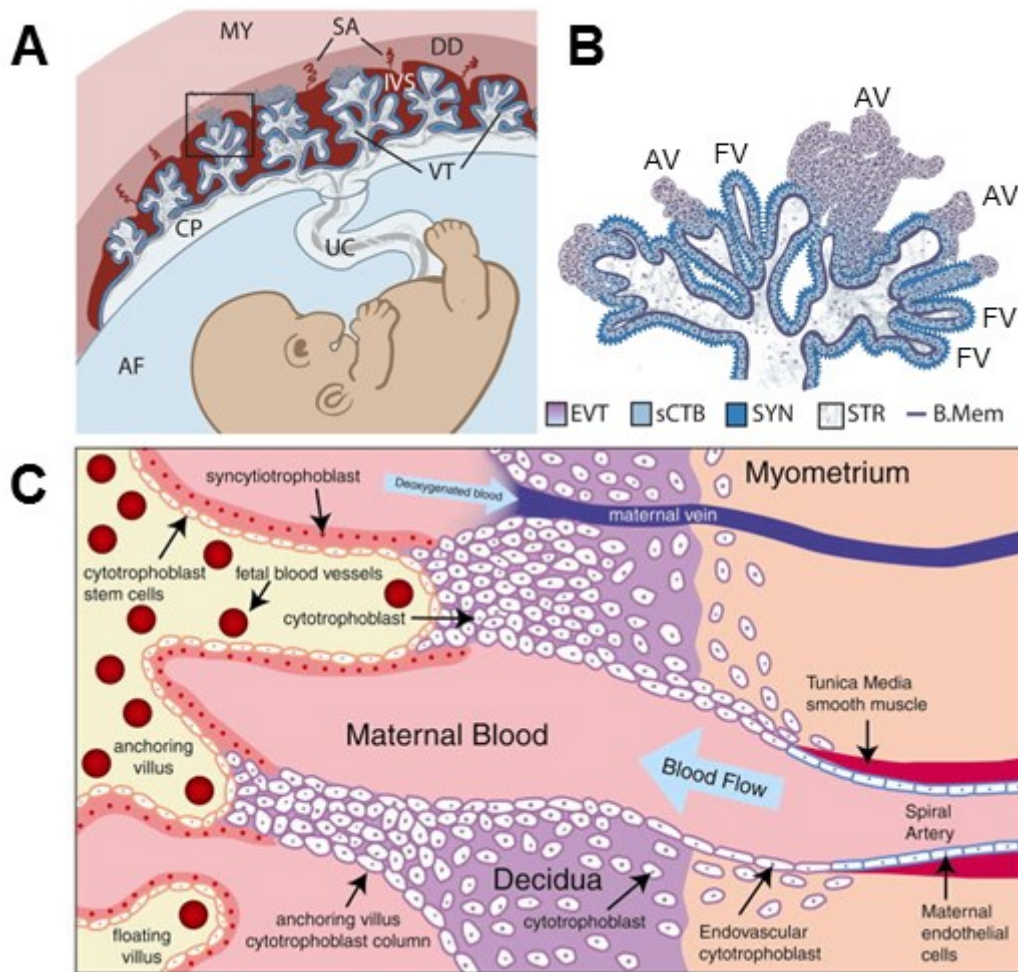 A
MY
SA
DD
IVS
VT
CP
UC
AF
B
AV
AV
FV
AV
FV
FV
EVT sCTB SYN STR B.Mem
C
syncytiotrophoblast
Deoxygenated blood
Myometrium
maternal vein
cytotrophoblast
stem cells
fetal blood vessels
cytotrophoblast
Tunica Media
smooth muscle
Maternal Blood
anchoring
villus
Blood Flow
Spiral
Artery
Decidua
floating
villus
anchoring villus
cytotrophoblast column
cytotrophoblast
Endovascular
cytotrophoblast
Maternal
endothelial
cells